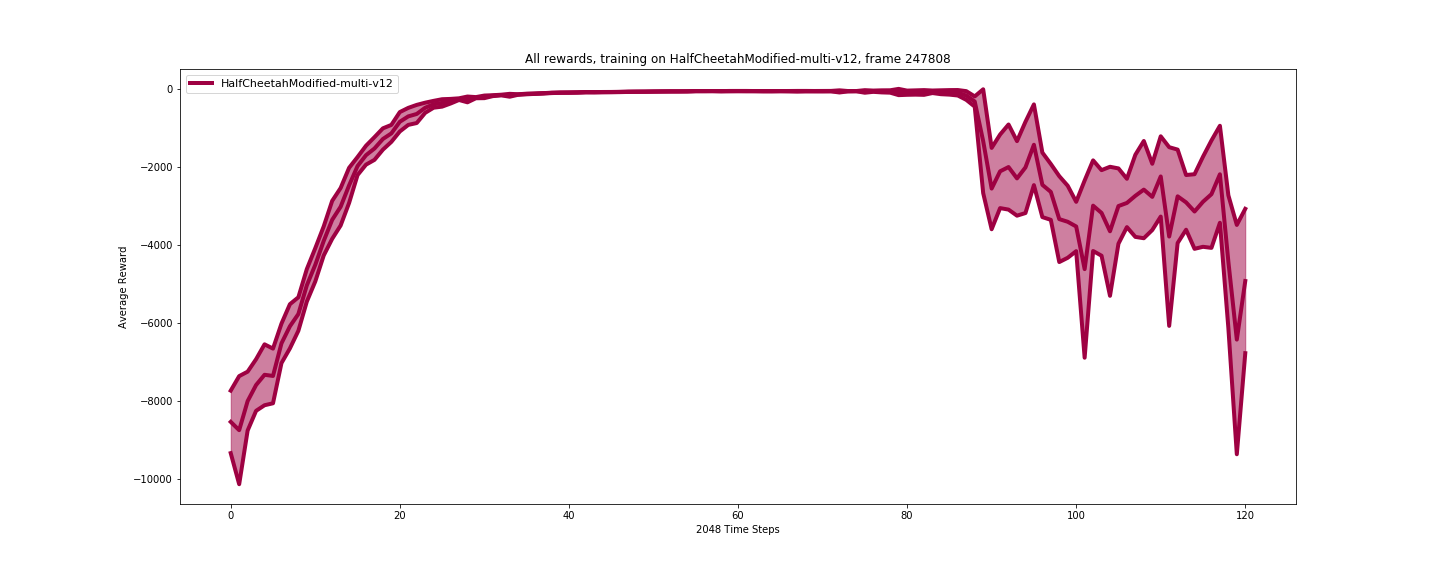 All rewards, training on HalfCheetahModified-multi-v12, frame 247808
HalfCheetahModified-multi-v12
0
−2000
−4000
−6000
−8000
−10000
Average Reward
0 20 40 60 80 100 120
2048 Time Steps